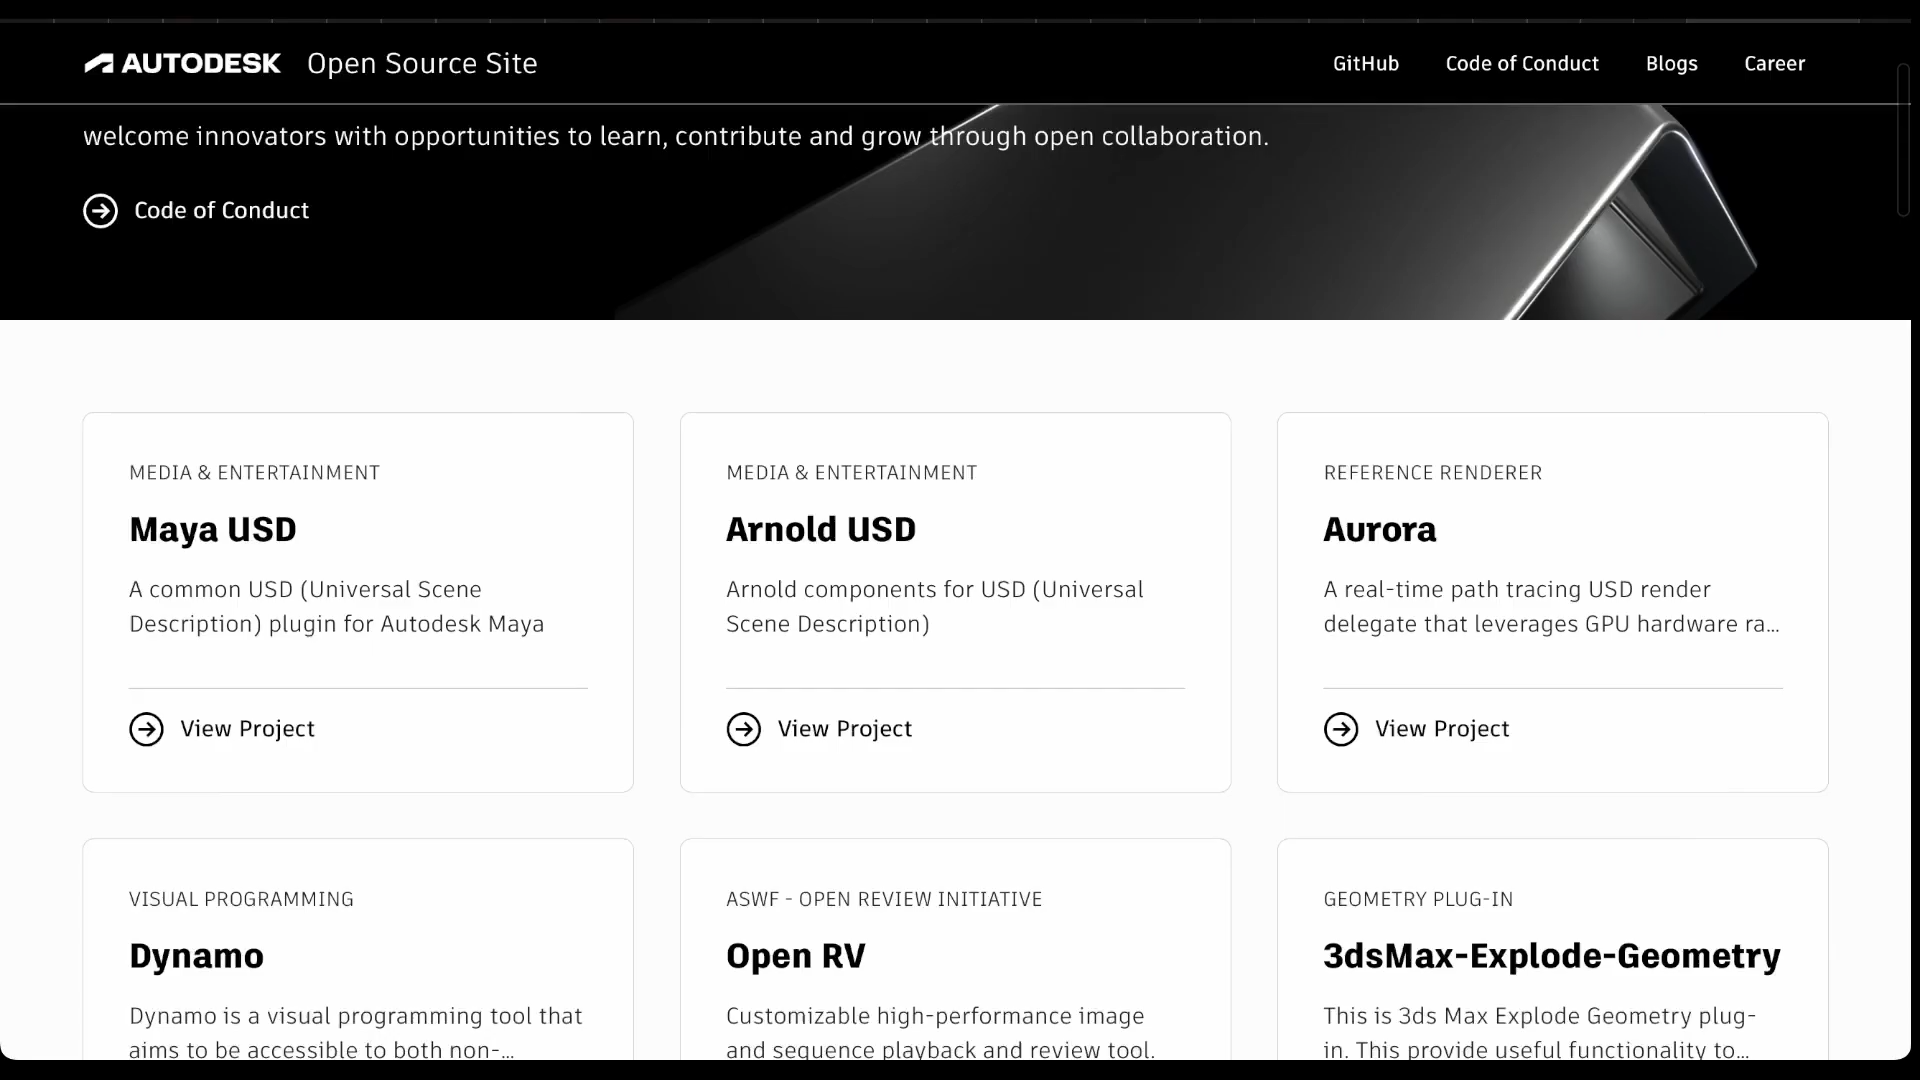 AUTODESK Open Source Site
GitHub Code of Conduct Blogs Career
welcome innovators with opportunities to learn, contribute and grow through open collaboration.
Code of Conduct
MEDIA & ENTERTAINMENT
Maya USD
A common USD (Universal Scene
Description) plugin for Autodesk Maya
View Project
MEDIA & ENTERTAINMENT
Arnold USD
Arnold components for USD (Universal
Scene Description)
View Project
REFERENCE RENDERER
Aurora
A real-time path tracing USD render
delegate that leverages GPU hardware ra...
View Project
VISUAL PROGRAMMING
Dynamo
Dynamo is a visual programming tool that
aims to be accessible to both non-...
ASWF - OPEN REVIEW INITIATIVE
Open RV
Customizable high-performance image
and sequence playback and review tool.
GEOMETRY PLUG-IN
3dsMax-Explode-Geometry
This is 3ds Max Explode Geometry plug-
in. This provide useful functionality to...